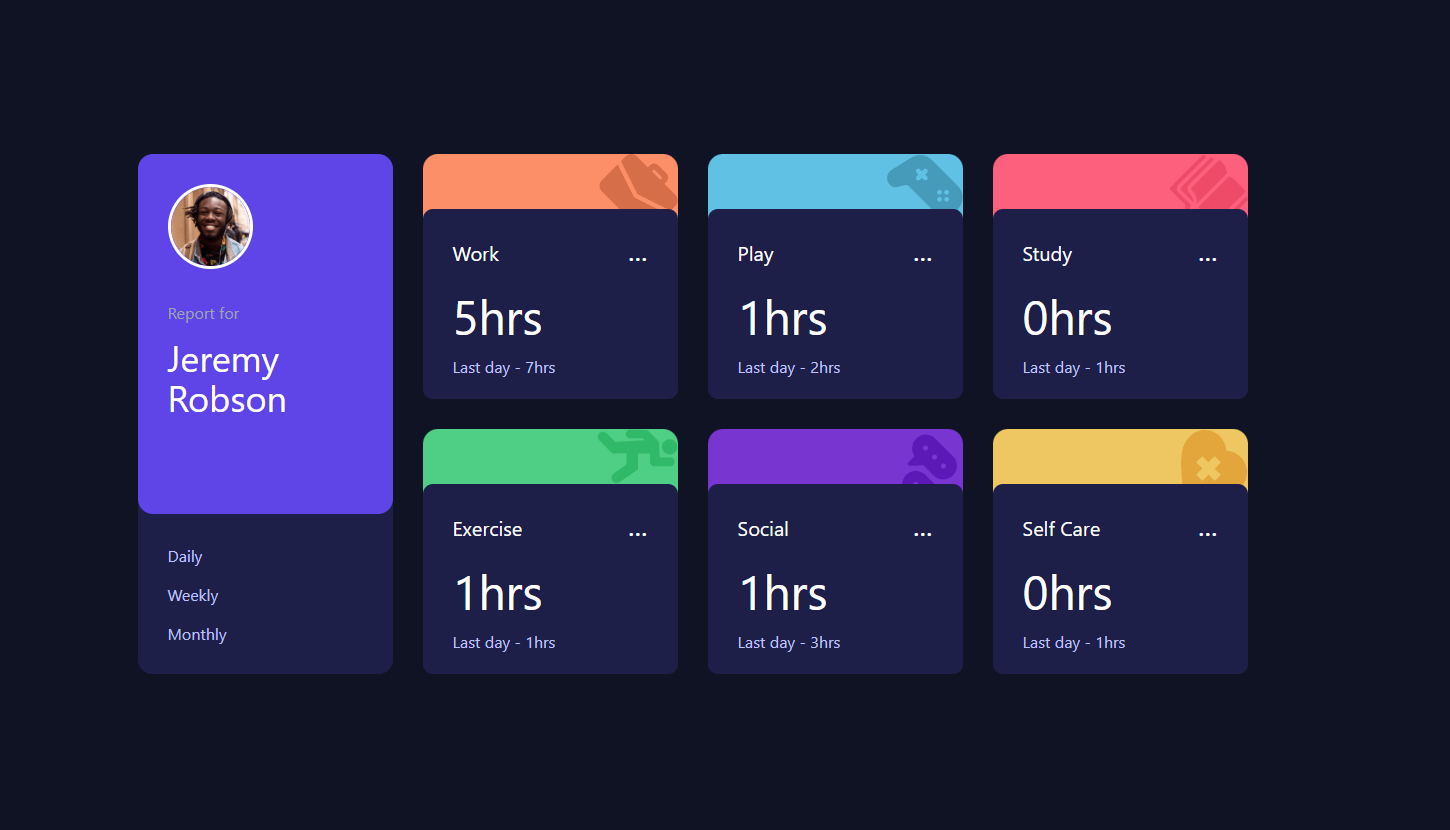 Report for
Jeremy
Robson
Daily
Weekly
Monthly
Work ...
5hrs
Last day - 7hrs
Play ...
1hrs
Last day - 2hrs
Study ...
0hrs
Last day - 1hrs
Exercise ...
1hrs
Last day - 1hrs
Social ...
1hrs
Last day - 3hrs
Self Care ...
0hrs
Last day - 1hrs